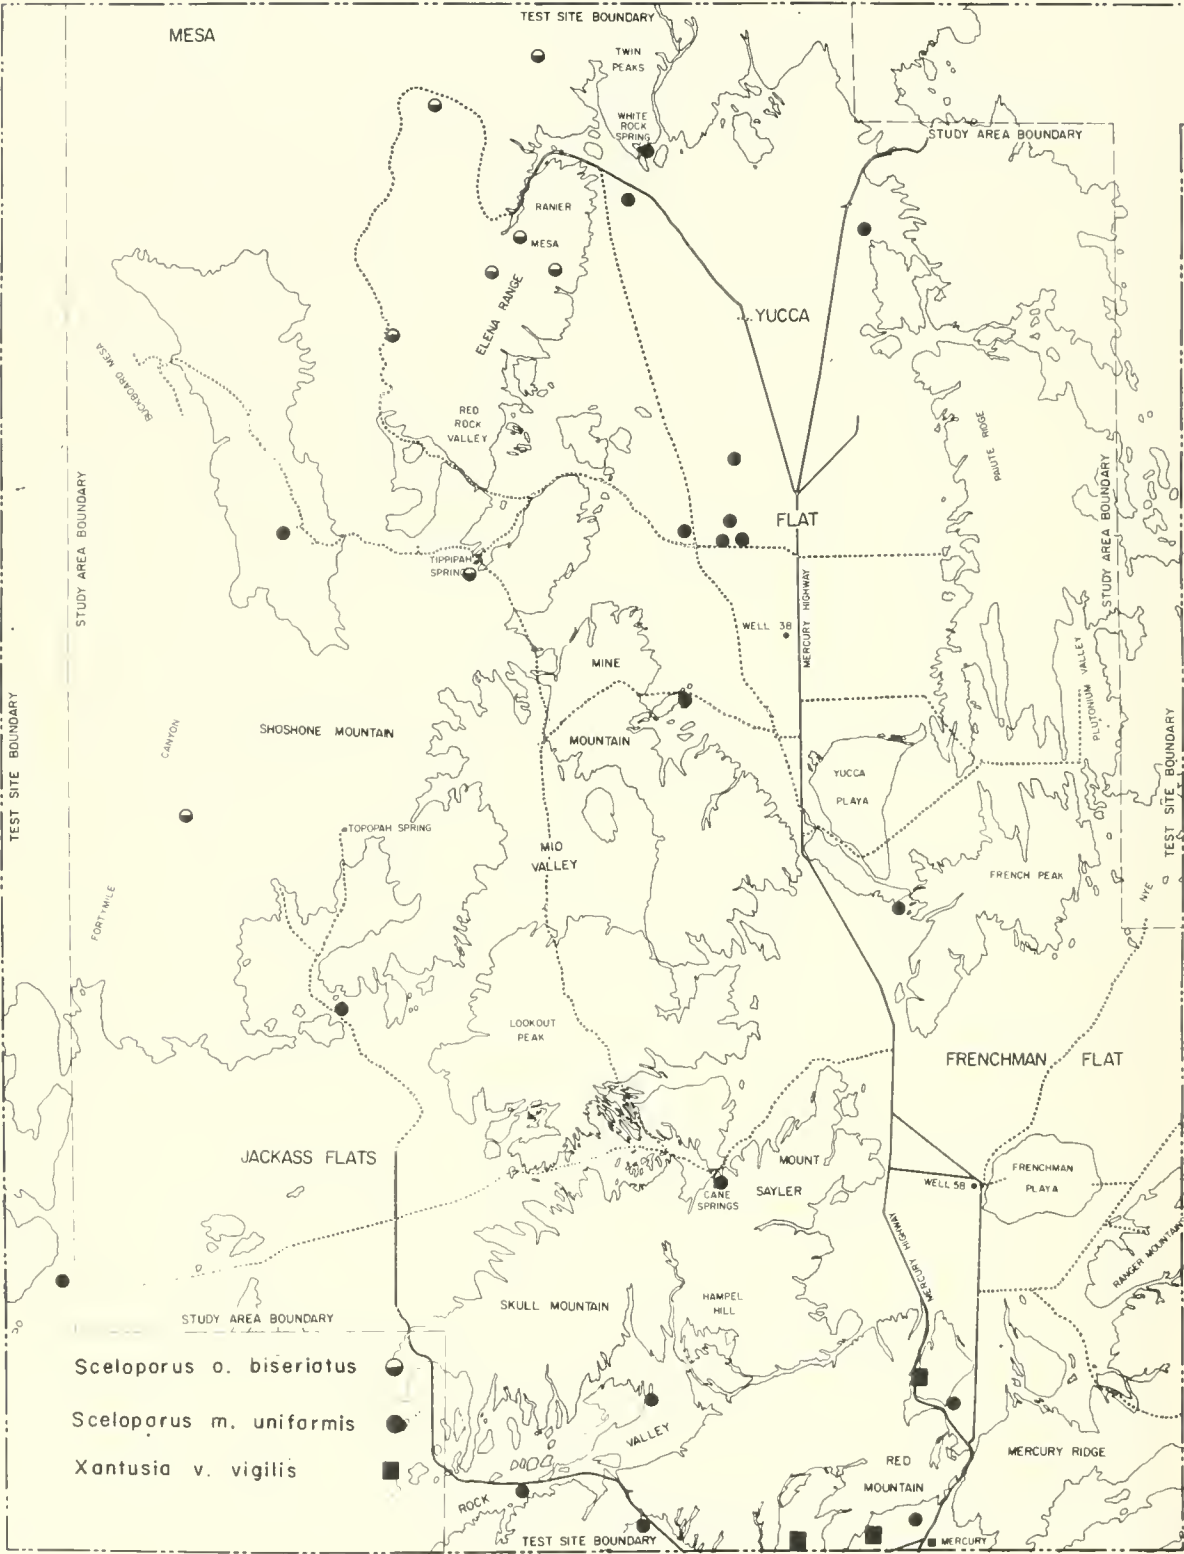 TEST SITE BOUNDARY
MESA
TWIN
PEAKS
WHITE
ROCK
SPRING
STUDY AREA BOUNDARY
RANIER
MESA
ELENA RANGE
YUCCA
BUCKBOARD MESA
RED
ROCK
VALLEY
PAIUTE RIDGE
STUDY AREA BOUNDARY
STUDY AREA BOUNDARY
FLAT
TIPPIPAH
SPRING
MERCURY HIGHWAY
WELL 3B
MINE
MOUNTAIN
PLUTONIUM VALLEY
TEST SITE BOUNDARY
SHOSHONE MOUNTAIN
CANYON
TEST SITE BOUNDARY
YUCCA
PLAYA
TOPOPAH SPRING
MID
VALLEY
FRENCH PEAK
FORTYMILE
NYE
LOOKOUT
PEAK
FRENCHMAN FLAT
JACKASS FLATS
MOUNT
SAYLER
FRENCHMAN
PLAYA
WELL 5B
CANE
SPRINGS
MERCURY HIGHWAY
RANGER MOUNTAINS
HAMPEL
HILL
SKULL MOUNTAIN
STUDY AREA BOUNDARY
Sceloporus o. biseriatus
Sceloporus m. uniformis
Xantusia v. vigilis
VALLEY
ROCK
RED
MOUNTAIN
MERCURY RIDGE
TEST SITE BOUNDARY
MERCURY